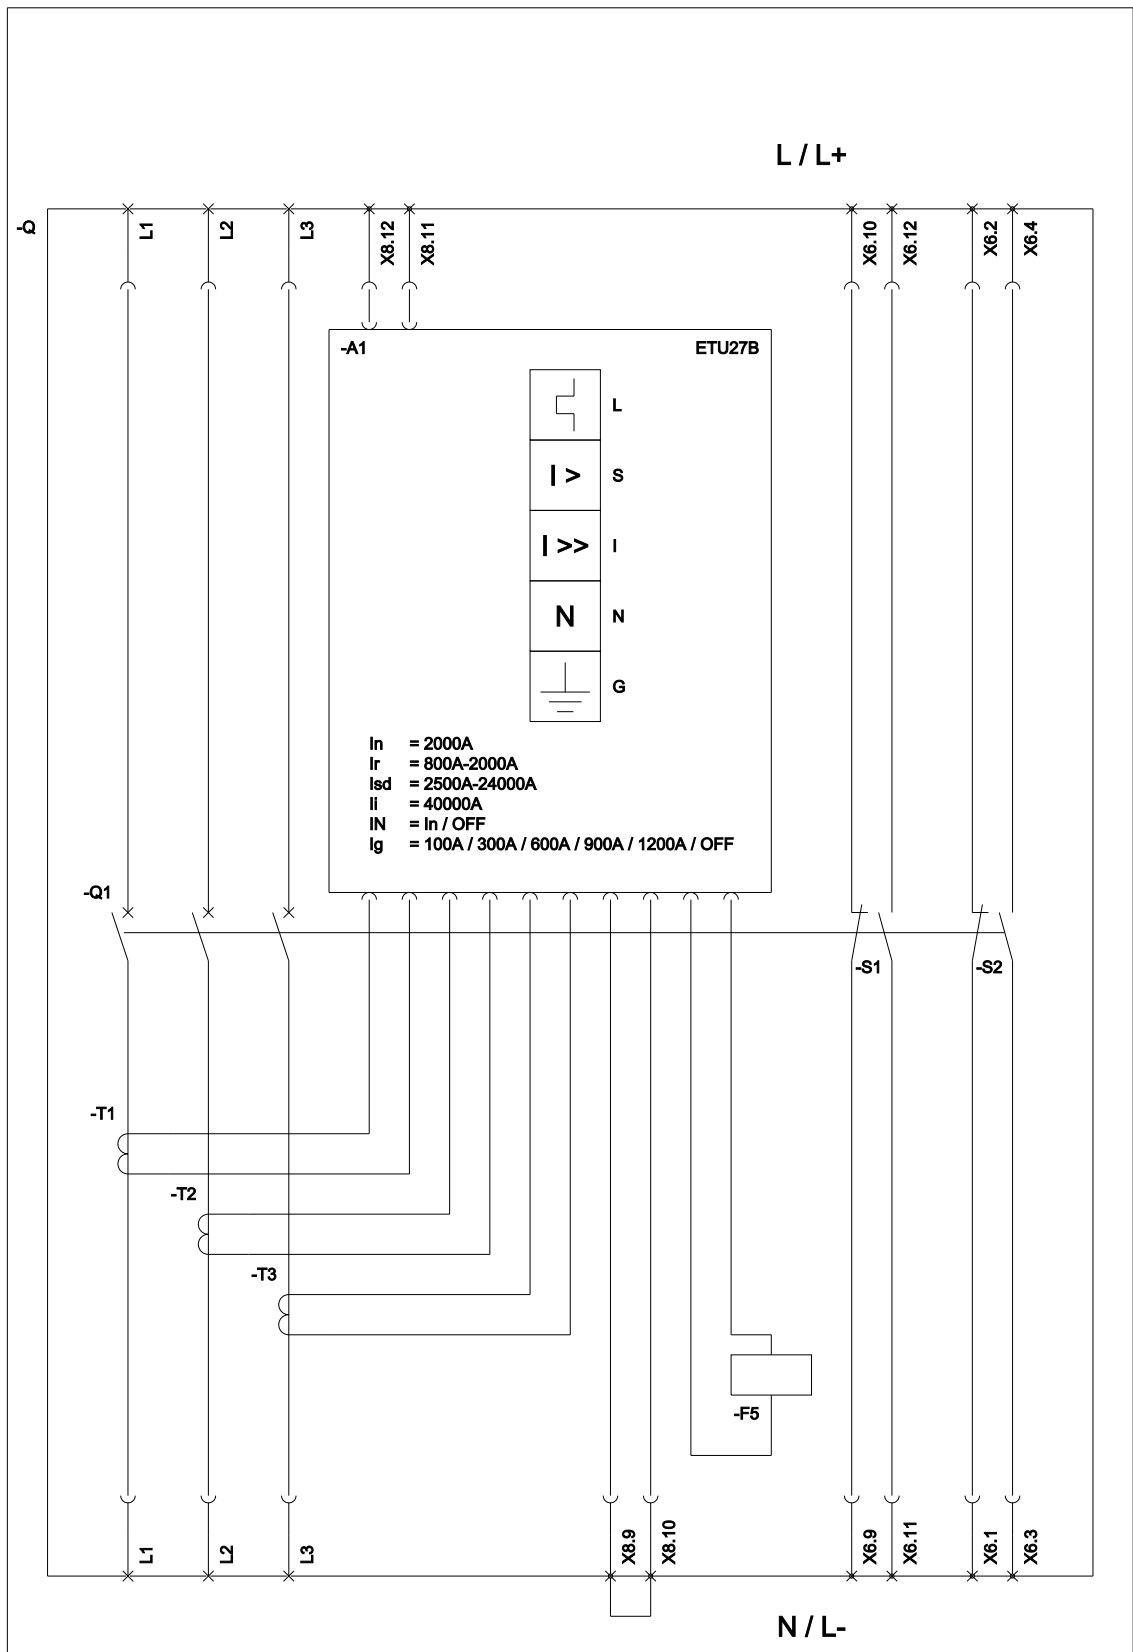 L / L+
-Q
L1
L2
L3
X8.12
X8.11
X6.10
X6.12
X6.2
X6.4
-A1
ETU27B
L
I >
S
I >>
I
N
N
G
In = 2000A
Ir = 800A-2000A
Isd = 2500A-24000A
Ii = 40000A
IN = In / OFF
Ig = 100A / 300A / 600A / 900A / 1200A / OFF
-Q1
-S1
-S2
-T1
-T2
-T3
-F5
L1
L2
L3
X8.9
X8.10
X6.9
X6.11
X6.1
X6.3
N / L-